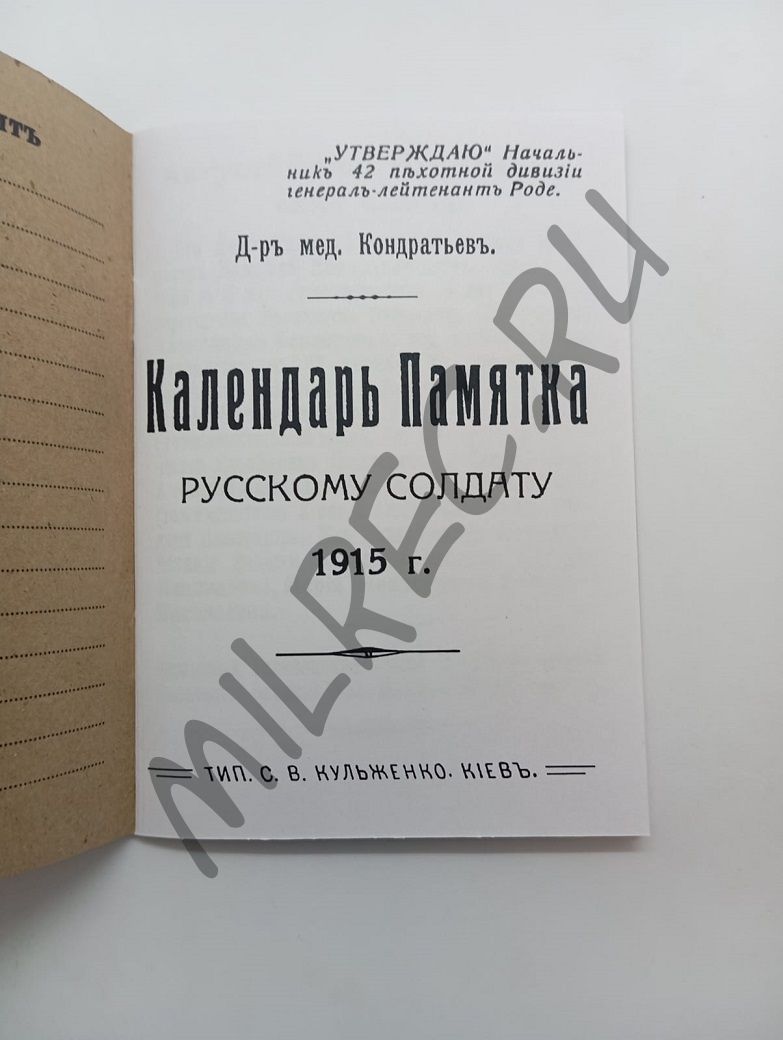 „УТВЕРЖДАЮ“ Началь-
никъ 42 пѣхотной дивизіи
генералъ-лейтенантъ Роде.
Д-ръ мед. Кондратьевъ.
Календарь Памятка
РУССКОМУ СОЛДАТУ
1915 г.
ТИП. С. В. КУЛЬЖЕНКО. КІЕВЪ.
MILREC.RU